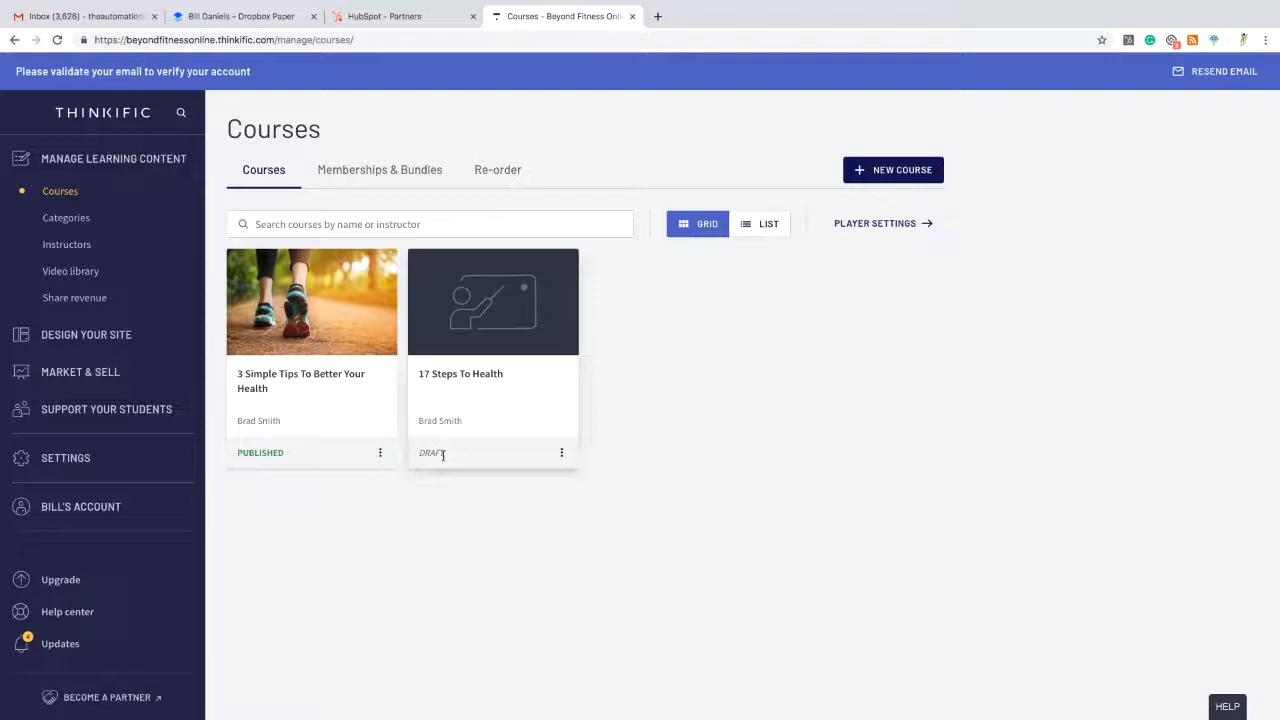 Inbox (3,626) - theautomation
Bill Daniels – Dropbox Paper
HubSpot - Partners
Courses - Beyond Fitness Onli
https://beyondfitnessonline.thinkific.com/manage/courses/
Please validate your email to verify your account
RESEND EMAIL
THINKIFIC
MANAGE LEARNING CONTENT
Courses
Categories
Instructors
Video library
Share revenue
DESIGN YOUR SITE
MARKET & SELL
SUPPORT YOUR STUDENTS
SETTINGS
BILL'S ACCOUNT
Upgrade
Help center
4
Updates
BECOME A PARTNER
Courses
Courses
Memberships & Bundles
Re-order
+ NEW COURSE
Search courses by name or instructor
GRID
LIST
PLAYER SETTINGS →
3 Simple Tips To Better Your
Health
Brad Smith
PUBLISHED
17 Steps To Health
Brad Smith
DRAFT
HELP